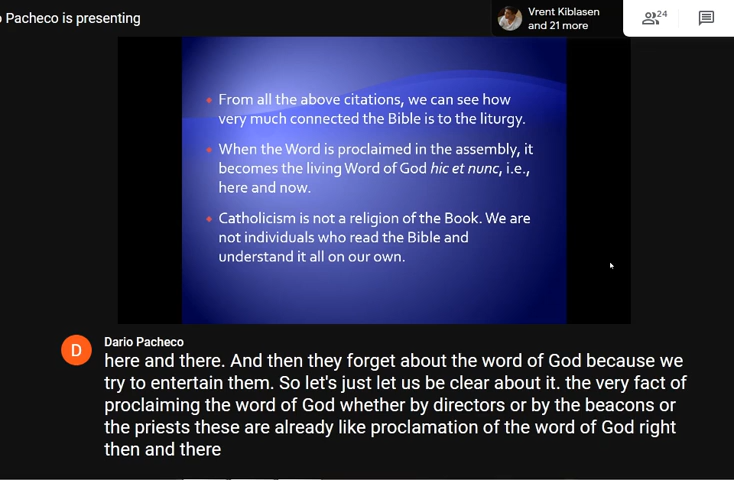 o Pacheco is presenting
Vrent Kiblasen
and 21 more
24
From all the above citations, we can see how
very much connected the Bible is to the liturgy.
When the Word is proclaimed in the assembly, it
becomes the living Word of God hic et nunc, i.e.,
here and now.
Catholicism is not a religion of the Book. We are
not individuals who read the Bible and
understand it all on our own.
D
Dario Pacheco
here and there. And then they forget about the word of God because we
try to entertain them. So let's just let us be clear about it. the very fact of
proclaiming the word of God whether by directors or by the beacons or
the priests these are already like proclamation of the word of God right
then and there